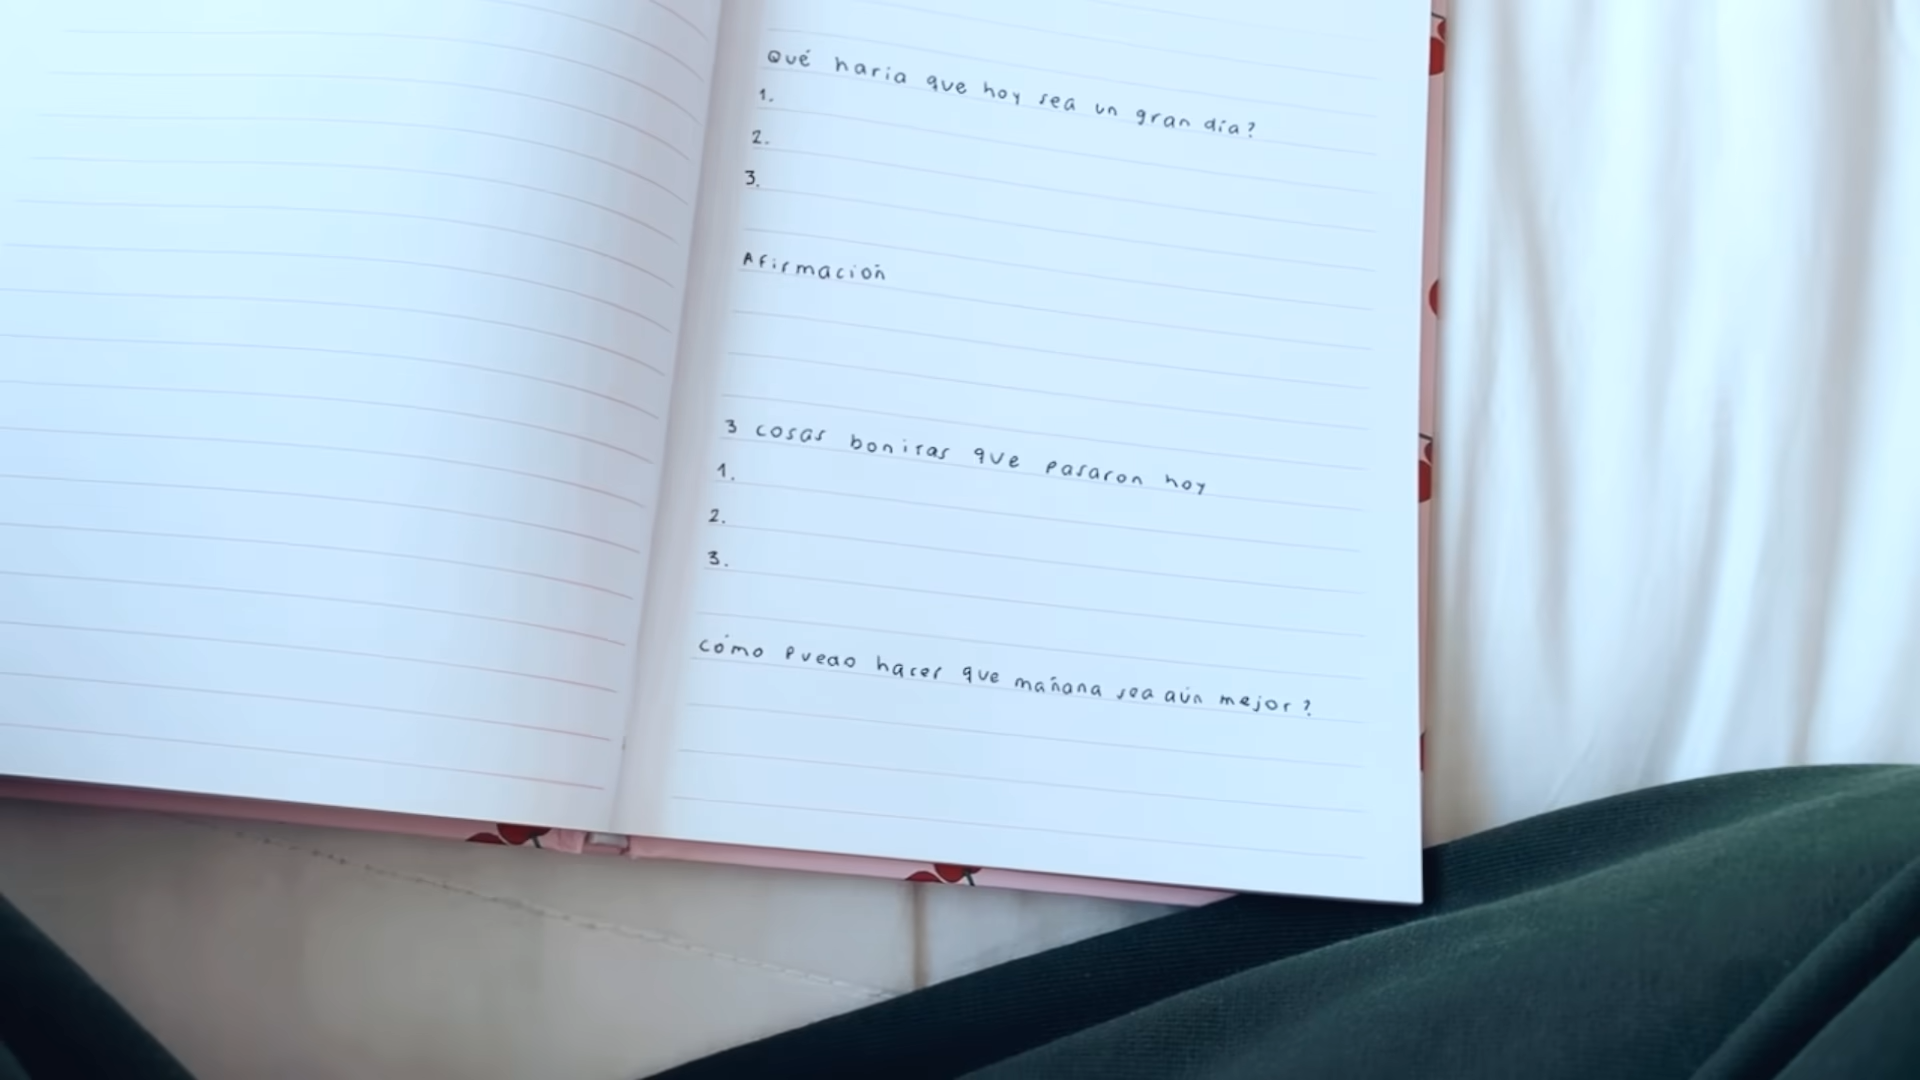 Qué haria que hoy sea un gran día?
1.
2.
3.
Afirmación
3 cosas bonitas que pasaron hoy
1.
2.
3.
cómo puedo hacer que mañana sea aún mejor?